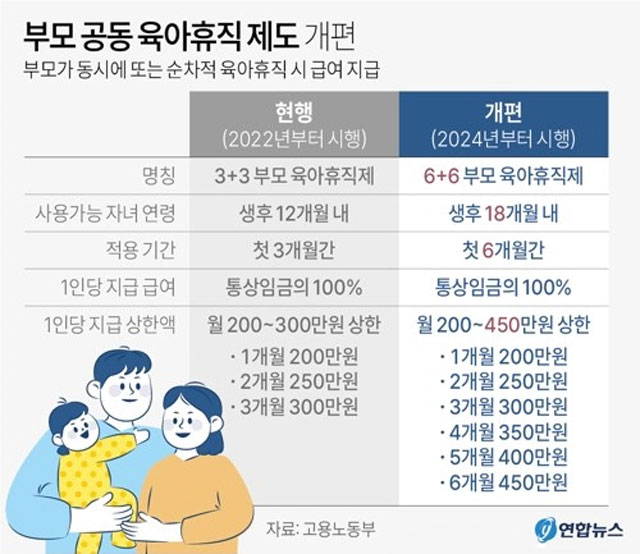 부모 공동 육아휴직 제도 개편
부모가 동시에 또는 순차적 육아휴직 시 급여 지급
현행
(2022년부터 시행)
개편
(2024년부터 시행)
명칭
3+3 부모 육아휴직제
6+6 부모 육아휴직제
사용가능 자녀 연령
생후 12개월 내
생후 18개월 내
적용 기간
첫 3개월간
첫 6개월간
1인당 지급 급여
통상임금의 100%
통상임금의 100%
1인당 지급 상한액
월 200~300만원 상한
· 1개월 200만원
· 2개월 250만원
· 3개월 300만원
월 200~450만원 상한
· 1개월 200만원
· 2개월 250만원
· 3개월 300만원
· 4개월 350만원
· 5개월 400만원
· 6개월 450만원
자료: 고용노동부
연합뉴스